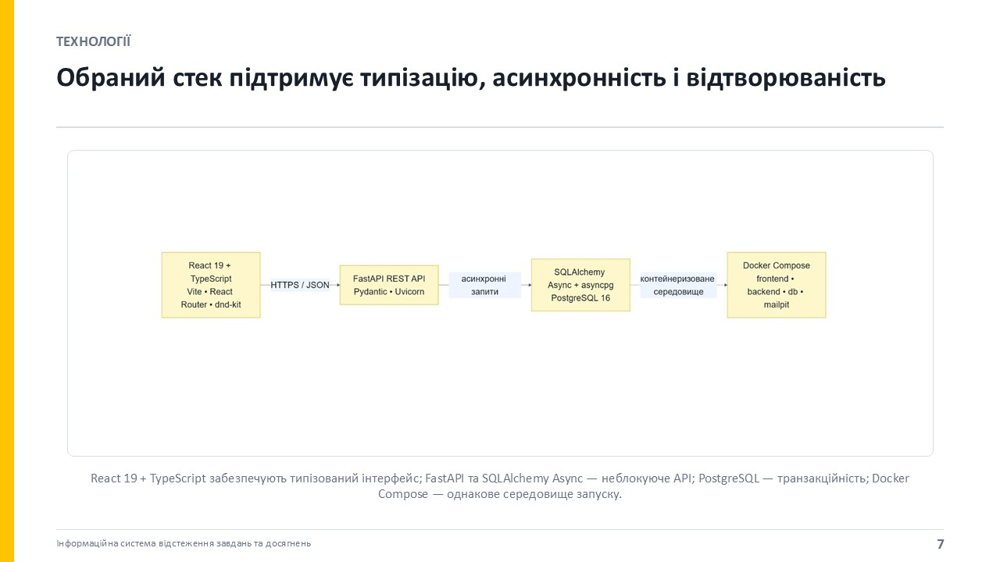 ТЕХНОЛОГІЇ
Обраний стек підтримує типізацію, асинхронність і відтворюваність
React 19 +
TypeScript
Vite • React
Router • dnd-kit
HTTPS / JSON
FastAPI REST API
Pydantic • Uvicorn
асинхронні
запити
SQLAlchemy
Async + asyncpg
PostgreSQL 16
контейнеризоване
середовище
Docker Compose
frontend •
backend • db •
mailpit
React 19 + TypeScript забезпечують типізований інтерфейс; FastAPI та SQLAlchemy Async — неблокуюче API; PostgreSQL — транзакційність; Docker
Compose — однакове середовище запуску.
Інформаційна система відстеження завдань та досягнень
7